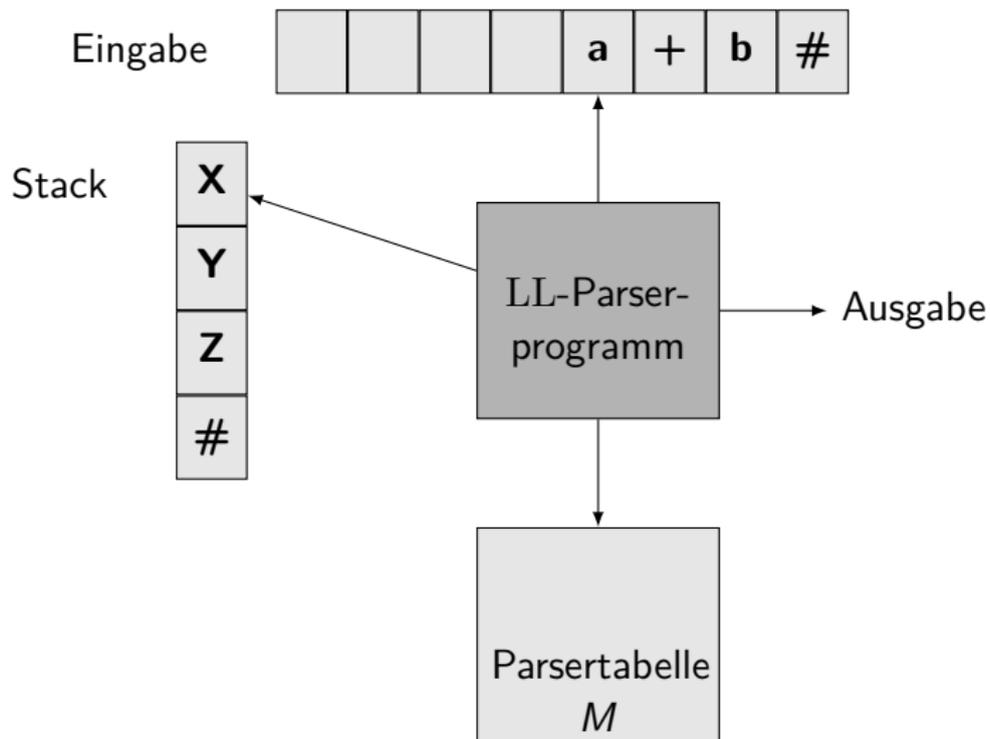 Eingabe a + b #
Stack X
Y
Z
#
LL-Parser-
programm
Ausgabe
Parsertabelle
M